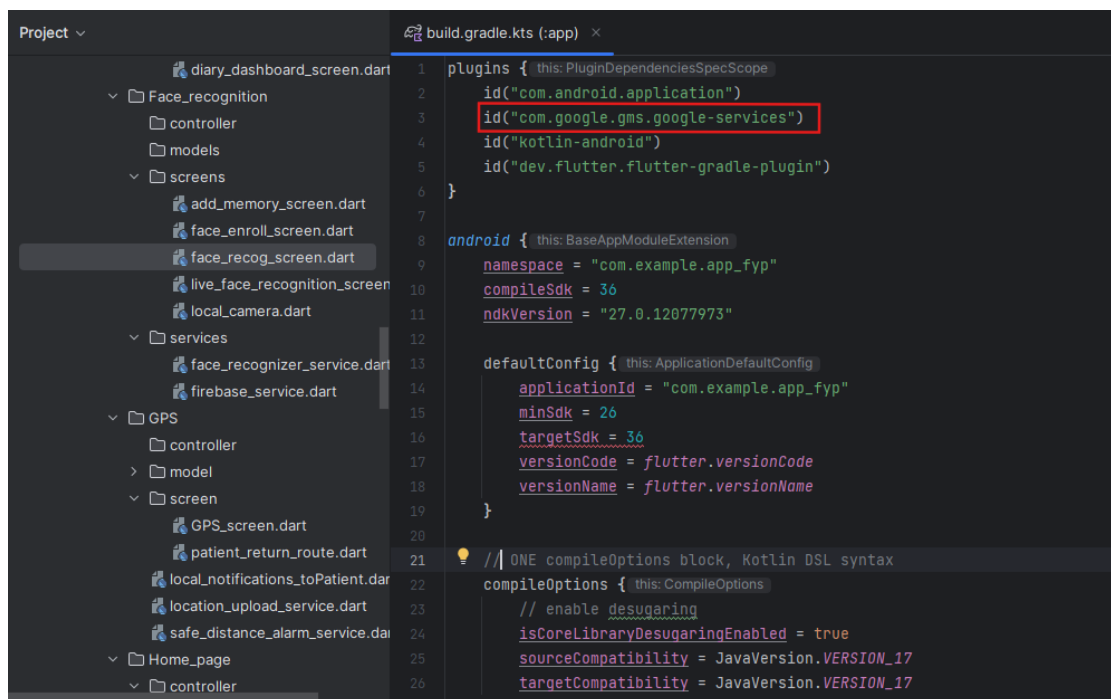 Project
diary_dashboard_screen.dart
Face_recognition
controller
models
screens
add_memory_screen.dart
face_enroll_screen.dart
face_recog_screen.dart
live_face_recognition_screen
local_camera.dart
services
face_recognizer_service.dart
firebase_service.dart
GPS
controller
model
screen
GPS_screen.dart
patient_return_route.dart
local_notifications_toPatient.dar
location_upload_service.dart
safe_distance_alarm_service.da
Home_page
controller
build.gradle.kts (:app)
1 plugins { this: PluginDependenciesSpecScope
2 id("com.android.application")
3 id("com.google.gms.google-services")
4 id("kotlin-android")
5 id("dev.flutter.flutter-gradle-plugin")
6 }
7
8 android { this: BaseAppModuleExtension
9 namespace = "com.example.app_fyp"
10 compileSdk = 36
11 ndkVersion = "27.0.12077973"
12
13 defaultConfig { this: ApplicationDefaultConfig
14 applicationId = "com.example.app_fyp"
15 minSdk = 26
16 targetSdk = 36
17 versionCode = flutter.versionCode
18 versionName = flutter.versionName
19 }
20
21 // ONE compileOptions block, Kotlin DSL syntax
22 compileOptions { this: CompileOptions
23 // enable desugaring
24 isCoreLibraryDesugaringEnabled = true
25 sourceCompatibility = JavaVersion.VERSION_17
26 targetCompatibility = JavaVersion.VERSION_17